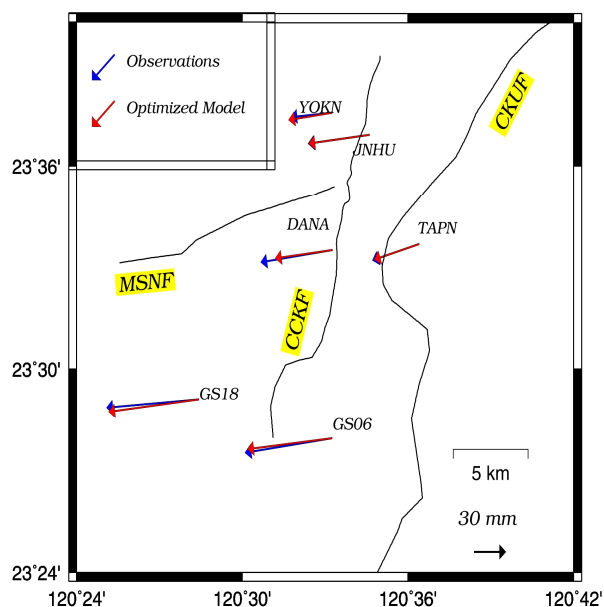 Observations
Optimized Model
YOKN
JNHU
CKUF
23°36'
DANA
TAPN
MSNF
CCKF
23°30'
GS18
GS06
5 km
30 mm
23°24'
120°24' 120°30' 120°36' 120°42'